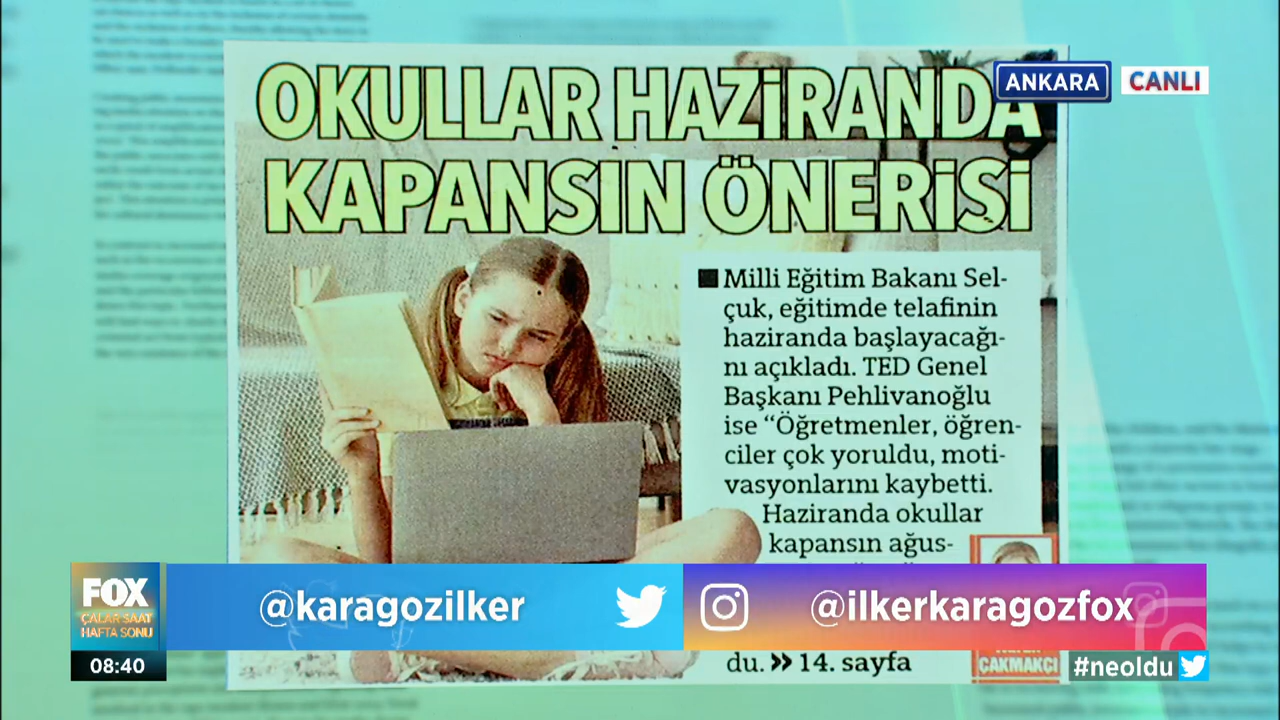 OKULLAR HAZİRANDA
KAPANSIN ÖNERİSİ
ANKARA
CANLI
Milli Eğitim Bakanı Sel-
çuk, eğitimde telafinin
haziranda başlayacağı-
nı açıkladı. TED Genel
Başkanı Pehlivanoğlu
ise “Öğretmenler, öğren-
ciler çok yoruldu, moti-
vasyonlarını kaybetti.
Haziranda okullar
kapansın ağus-
du. 14. sayfa
ÇAKMAKCI
FOX
ÇALAR SAAT
HAFTA SONU
08:40
@karagozilker
@ilkerkaragozfox
#neoldu